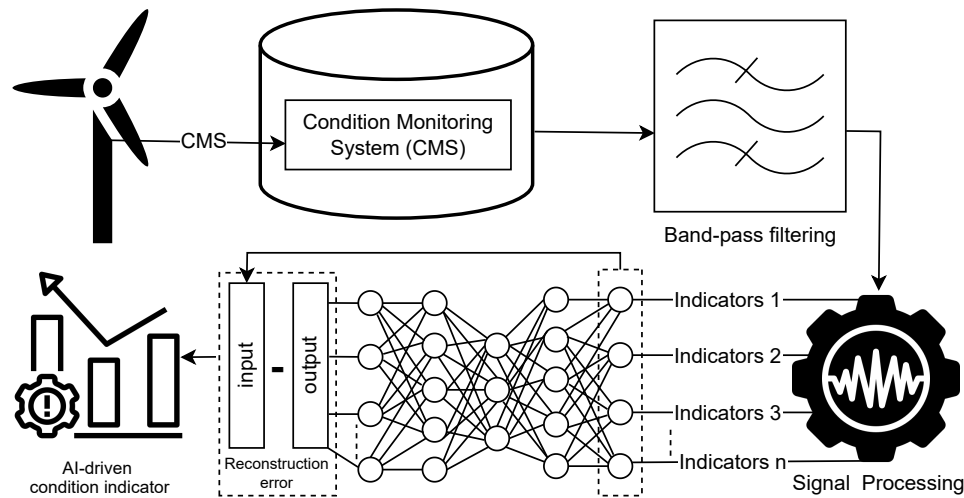 CMS
Condition Monitoring
System (CMS)
Band-pass filtering
Indicators 1
Indicators 2
Indicators 3
Indicators n
Signal Processing
input
-
output
Reconstruction
error
AI-driven
condition indicator